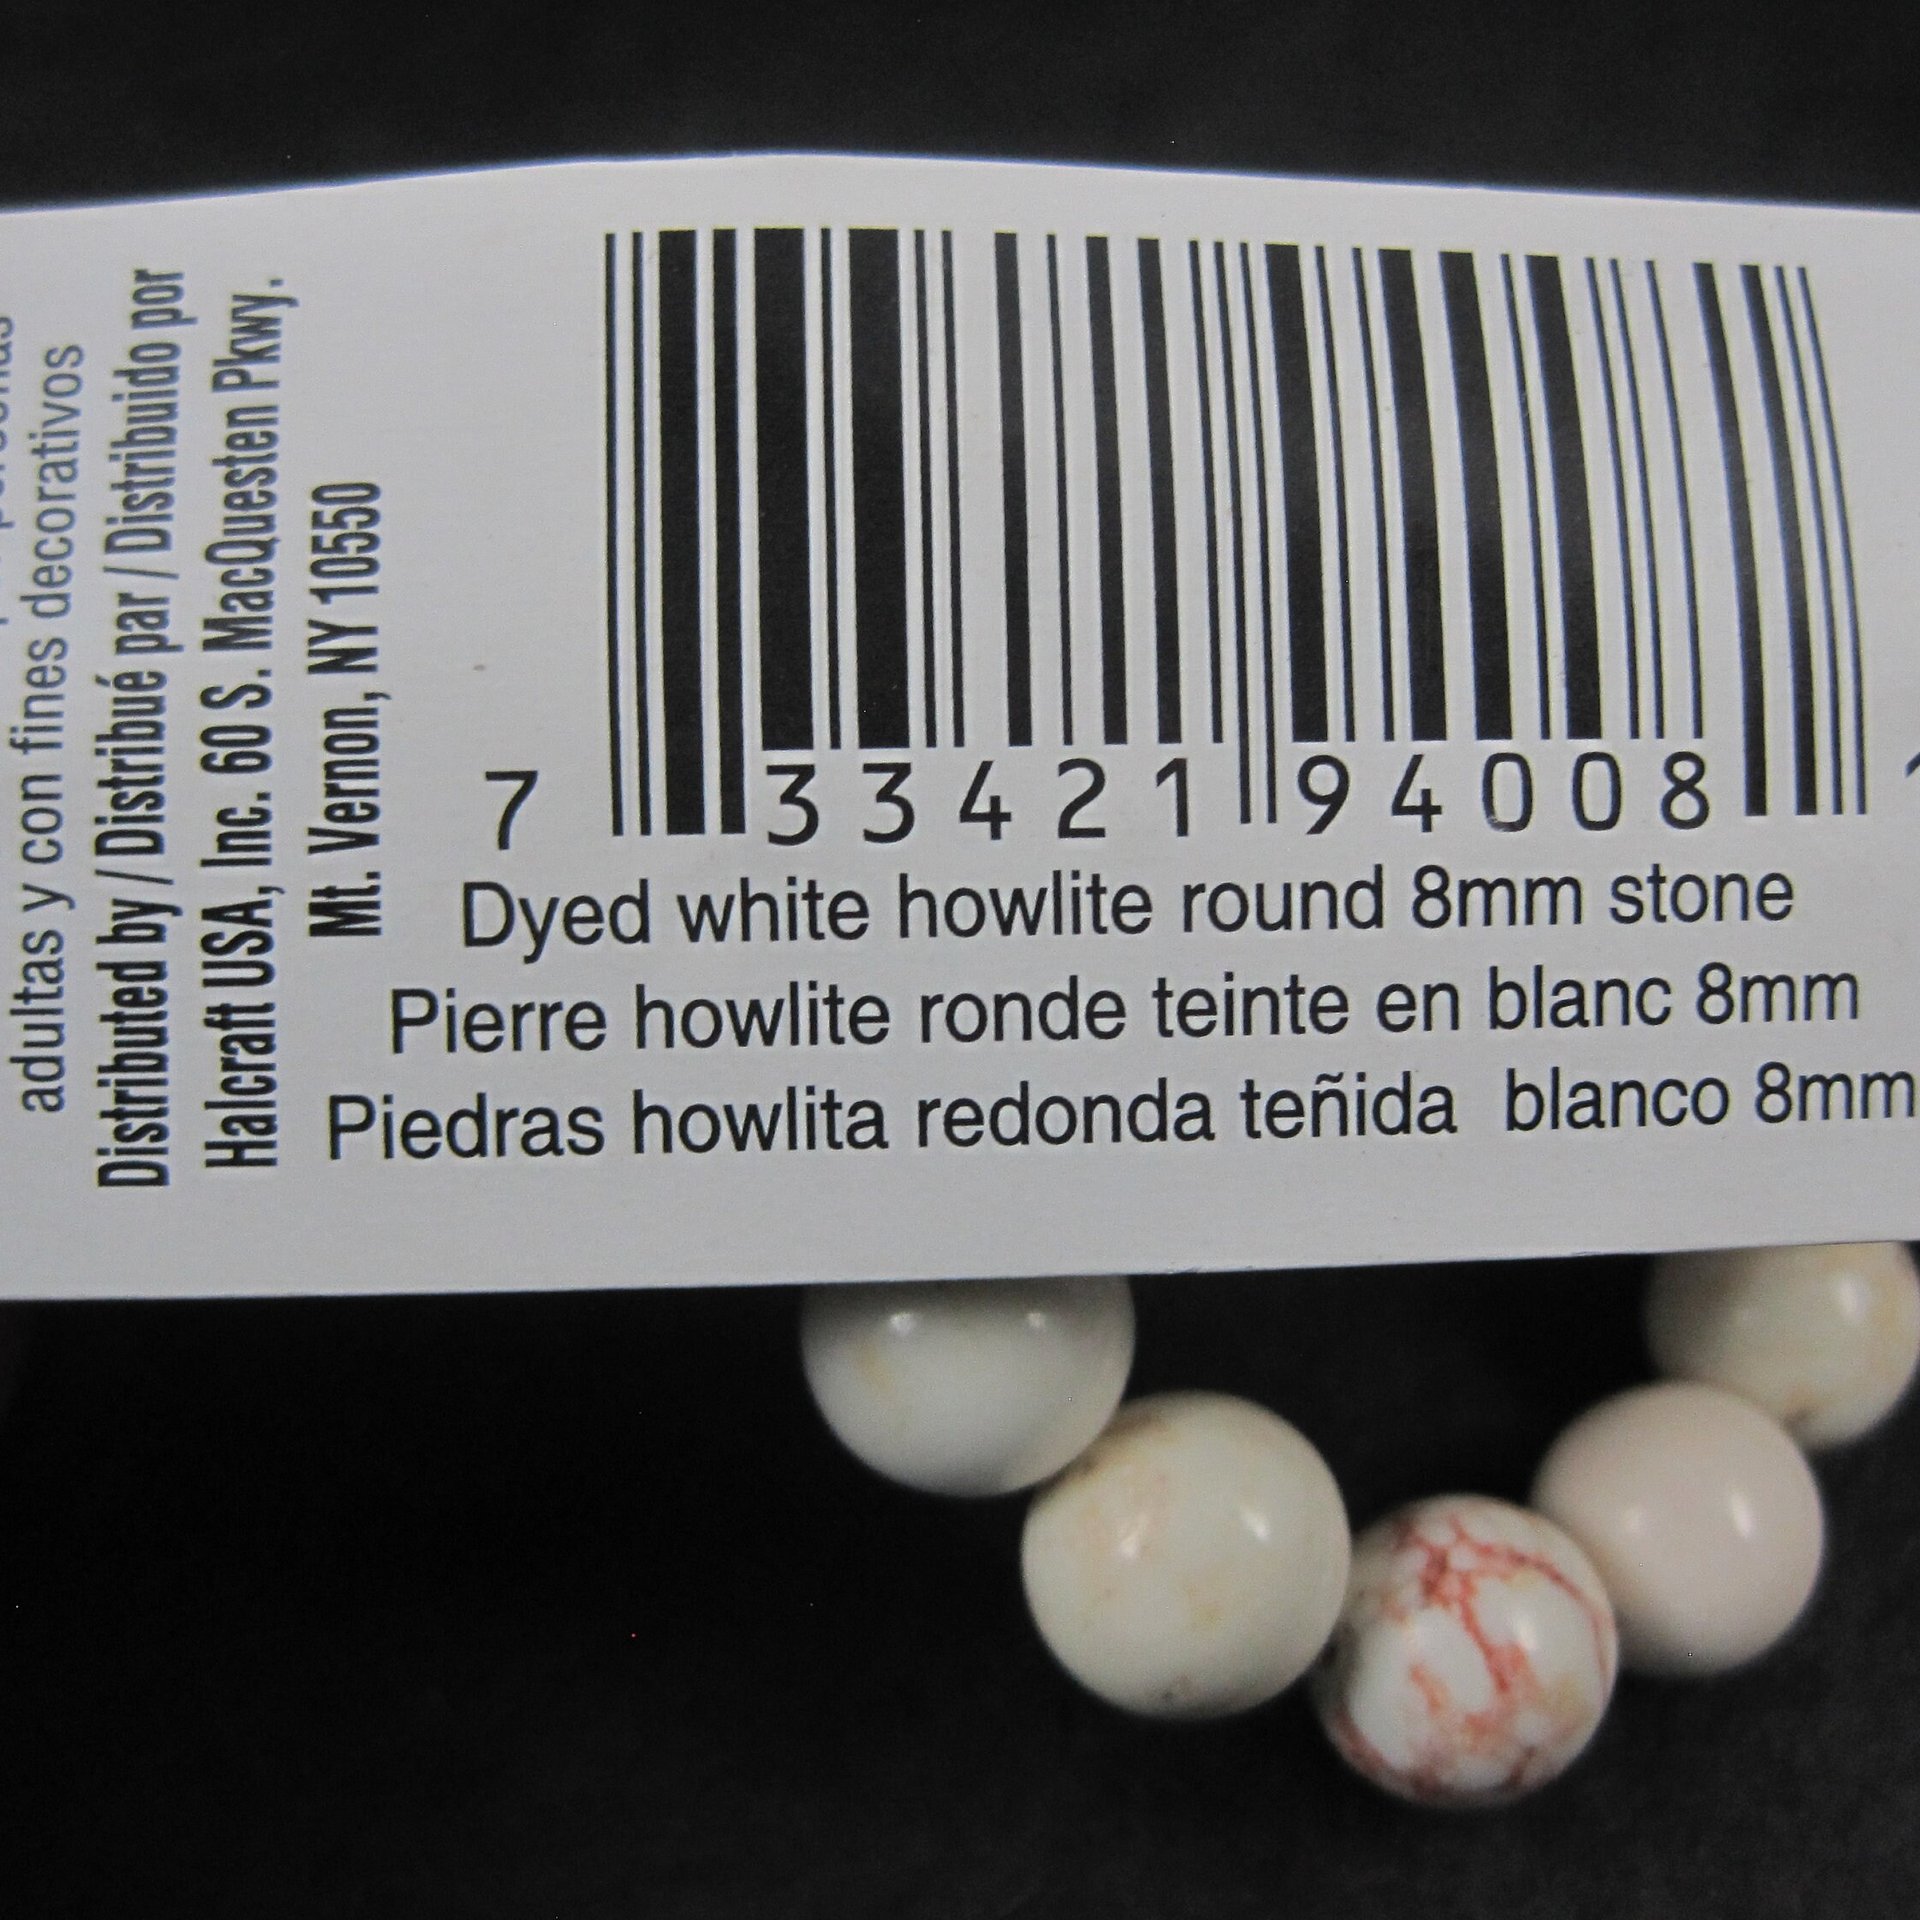 adultas y con fines decorativos
Distributed by / Distribué par / Distribuido por
Halcraft USA, Inc. 60 S. MacQuesten Pkwy.
Mt. Vernon, NY 10550
7 33421 94008
Dyed white howlite round 8mm stone
Pierre howlite ronde teinte en blanc 8mm
Piedras howlita redonda teñida blanco 8mm